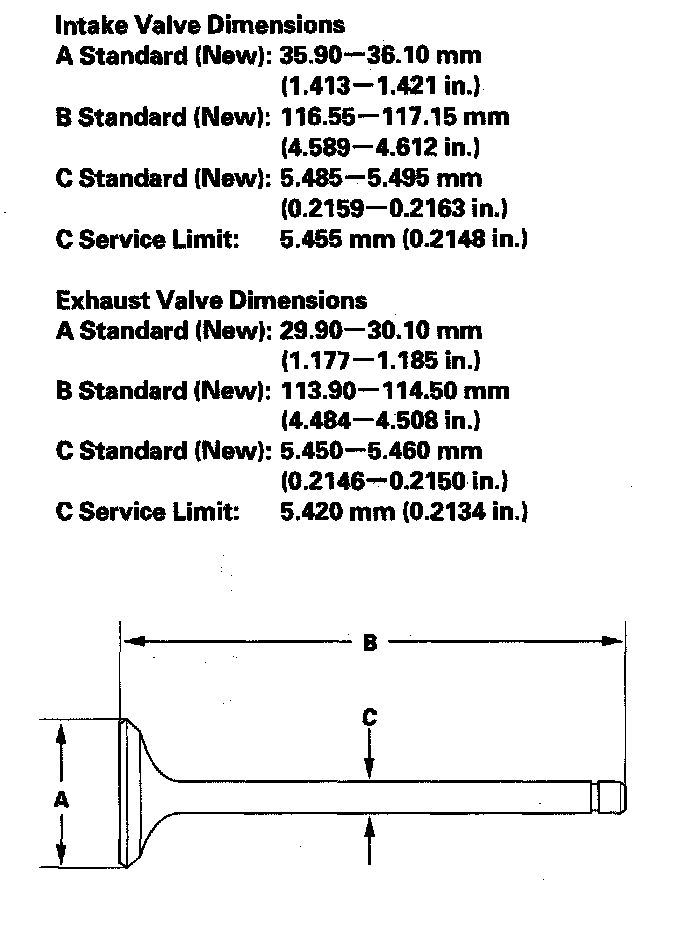 Intake Valve Dimensions
A Standard (New): 35.90—36.10 mm
(1.413—1.421 in.)
B Standard (New): 116.55—117.15 mm
(4.589—4.612 in.)
C Standard (New): 5.485—5.495 mm
(0.2159—0.2163 in.)
C Service Limit: 5.455 mm (0.2148 in.)
Exhaust Valve Dimensions
A Standard (New): 29.90—30.10 mm
(1.177—1.185 in.)
B Standard (New): 113.90—114.50 mm
(4.484—4.508 in.)
C Standard (New): 5.450—5.460 mm
(0.2146—0.2150 in.)
C Service Limit: 5.420 mm (0.2134 in.)
B
C
A